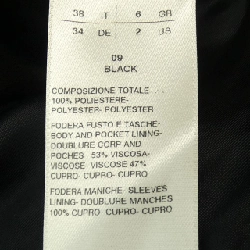 38 I 6 GB
34 DE 2 US
09
BLACK
COMPOSIZIONE TOTALE
100% POLIESTERE-
POLYESTER- POLYESTER
FODERA FUSTO E TASCHE-
BODY AND POCKET LINING-
DOUBLURE CORP AND
POCHES 53% VISCOSA-
VISCOSE- VISCOSE 47%
CUPRO- CUPRO- CUPRO
FODERA MANICHE- SLEEVES
LINING- DOUBLURE MANCHES
100% CUPRO- CUPRO- CUPRO